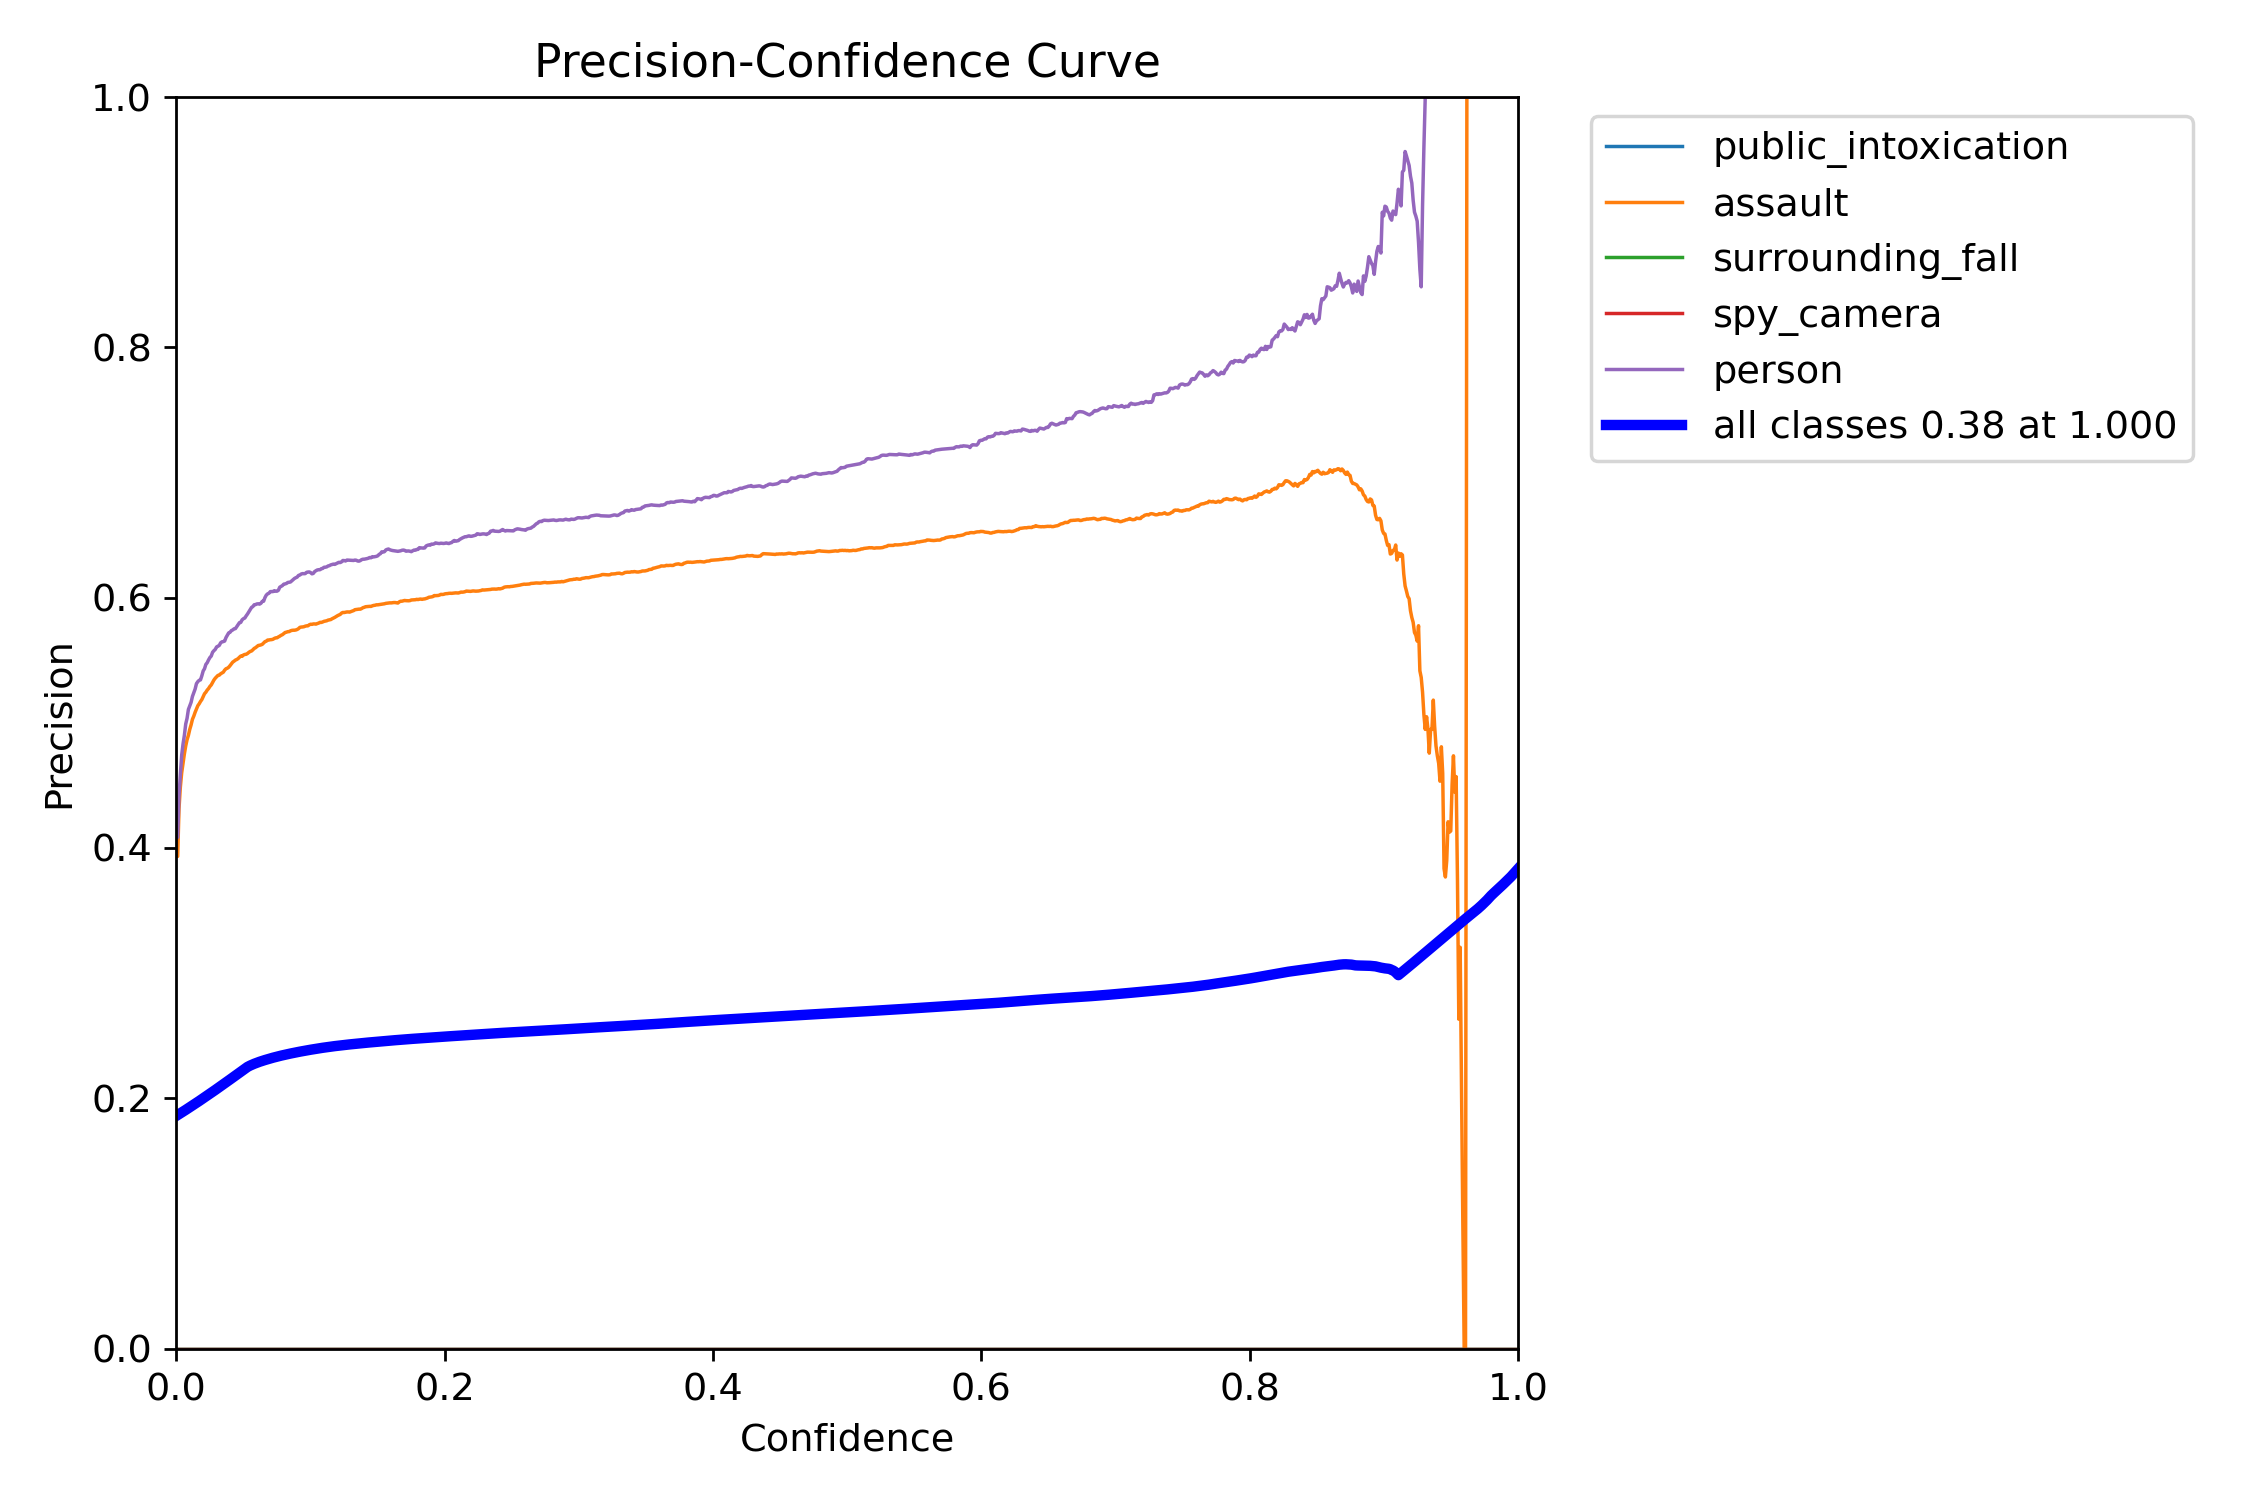 Precision-Confidence Curve
1.0
0.8
0.6
0.4
0.2
0.0
Precision
0.0 0.2 0.4 0.6 0.8 1.0
Confidence
public_intoxication
assault
surrounding_fall
spy_camera
person
all classes 0.38 at 1.000